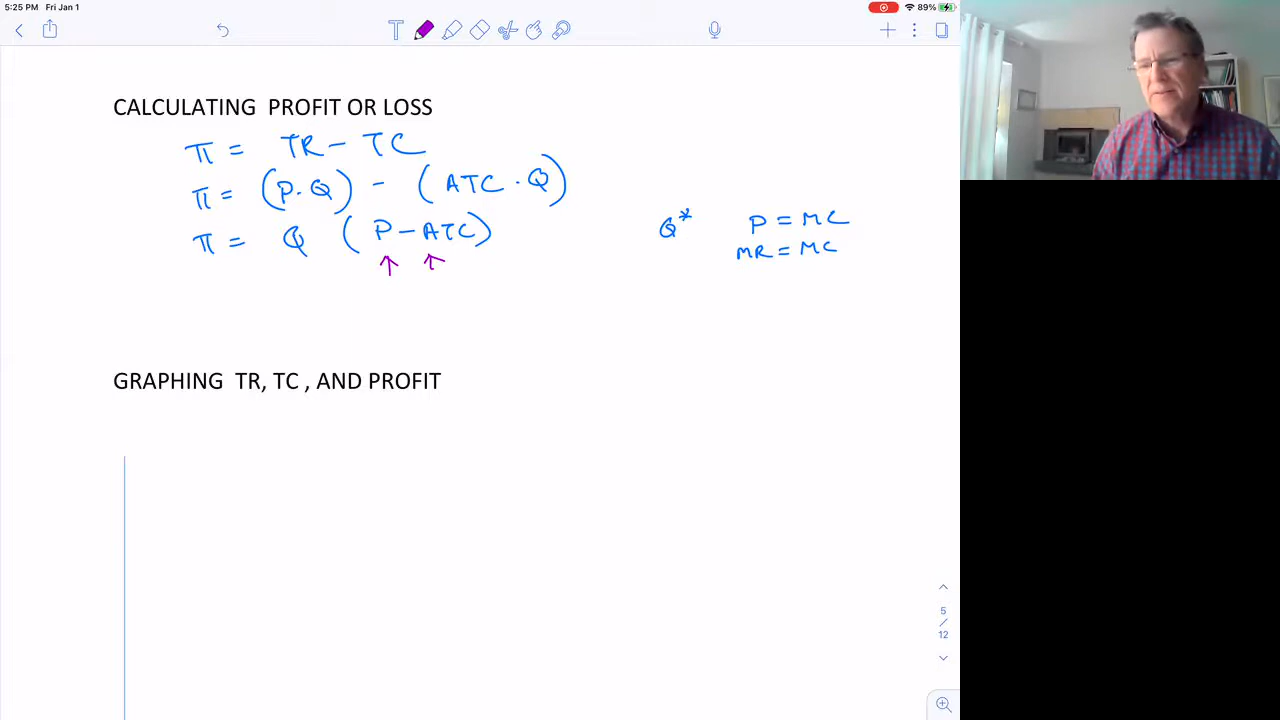 5:25 PM Fri Jan 1
89%
CALCULATING PROFIT OR LOSS
π = TR - TC
π = (P·Q) - (ATC·Q)
π = Q (P - ATC)
Q* P = MC
MR = MC
GRAPHING TR, TC , AND PROFIT
5
/
12